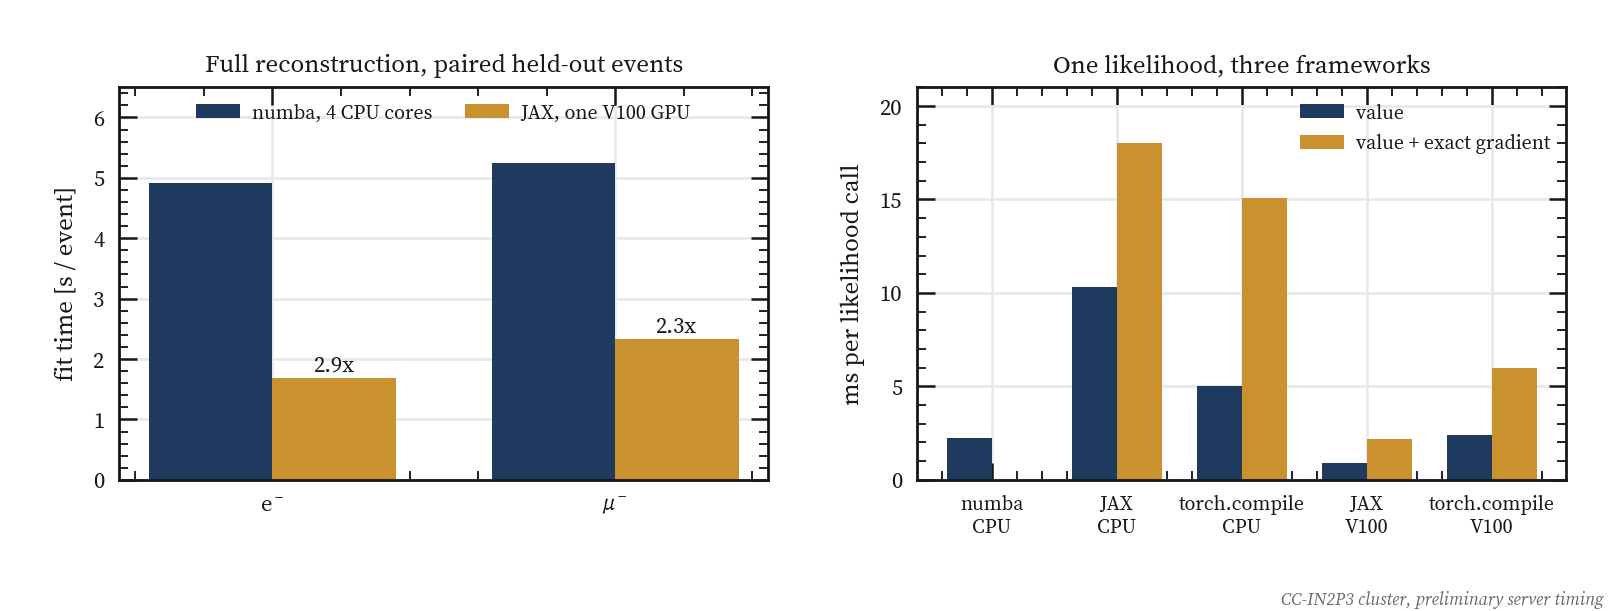 Full reconstruction, paired held-out events
numba, 4 CPU cores
JAX, one V100 GPU
fit time [s / event]
6
5
4
3
2
1
0
2.9x
2.3x
e⁻
μ⁻
One likelihood, three frameworks
value
value + exact gradient
ms per likelihood call
20
15
10
5
0
numba
CPU
JAX
CPU
torch.compile
CPU
JAX
V100
torch.compile
V100
CC-IN2P3 cluster, preliminary server timing